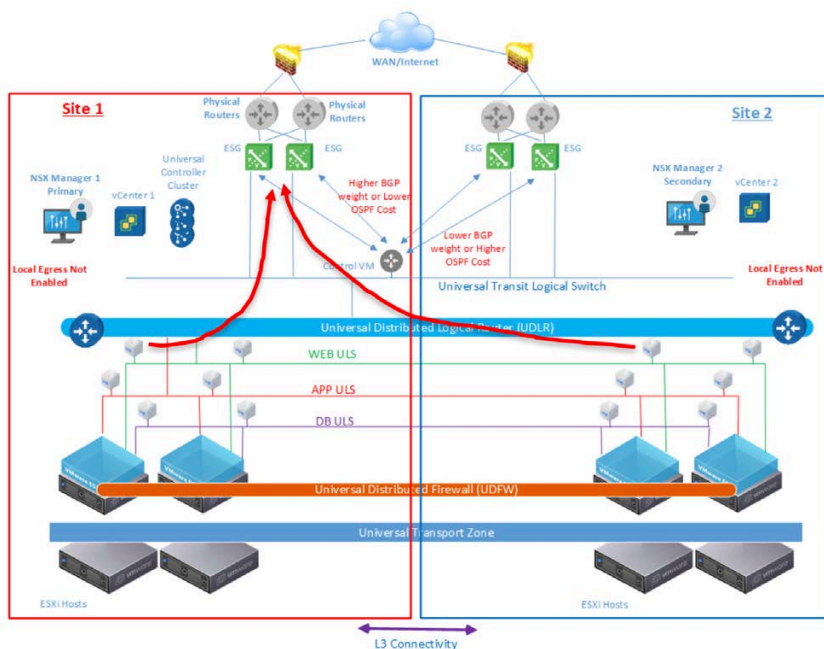 WAN/Internet
Site 1
Physical
Routers
Physical
Routers
Site 2
ESG
ESG
ESG
ESG
NSX Manager 1
Primary
vCenter 1
Universal
Controller
Cluster
NSX Manager 2
Secondary
vCenter 2
Higher BGP
weight or Lower
OSPF Cost
Lower BGP
weight or Higher
OSPF Cost
Local Egress Not
Enabled
Control VM
Local Egress Not
Enabled
Universal Transit Logical Switch
Universal Distributed Logical Router (UDLR)
WEB ULS
APP ULS
DB ULS
Universal Distributed Firewall (UDFW)
Universal Transport Zone
ESXi Hosts
ESXi Hosts
L3 Connectivity